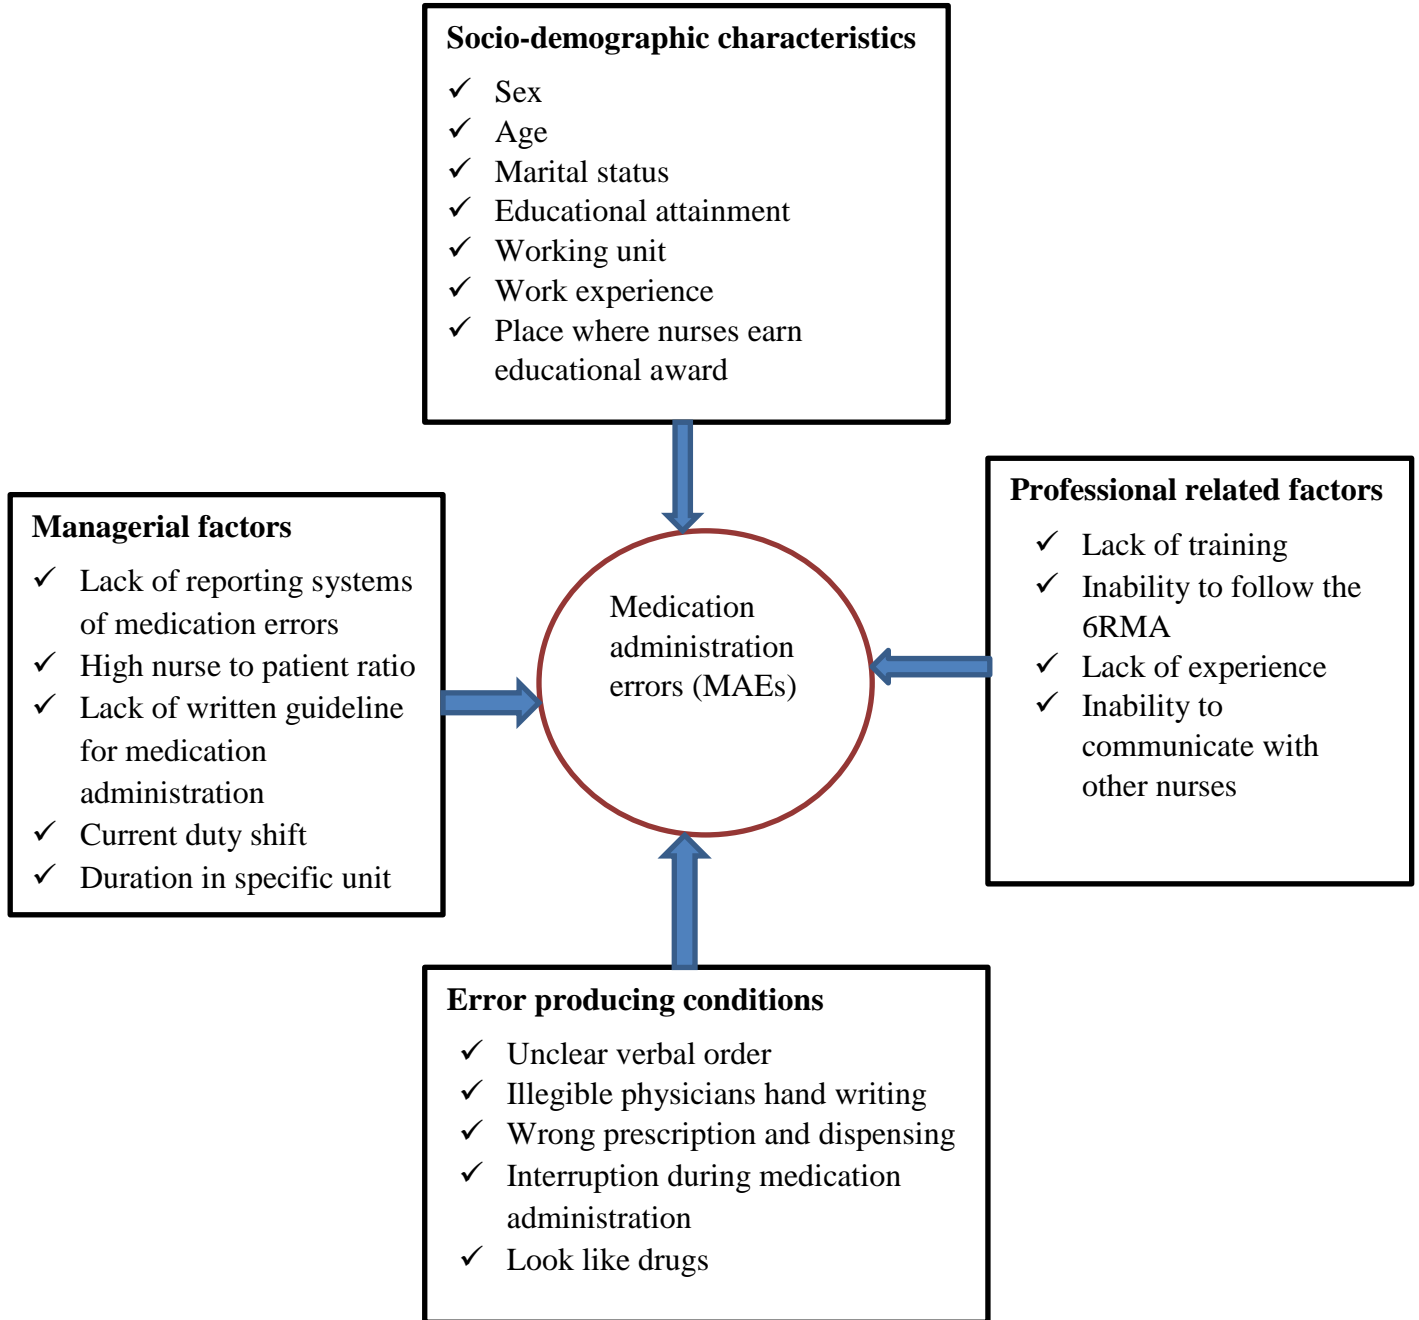 Socio-demographic characteristics
✓ Sex
✓ Age
✓ Marital status
✓ Educational attainment
✓ Working unit
✓ Work experience
✓ Place where nurses earn
educational award
Managerial factors
✓ Lack of reporting systems
of medication errors
✓ High nurse to patient ratio
✓ Lack of written guideline
for medication
administration
✓ Current duty shift
✓ Duration in specific unit
Medication
administration
errors (MAEs)
Professional related factors
✓ Lack of training
✓ Inability to follow the
6RMA
✓ Lack of experience
✓ Inability to
communicate with
other nurses
Error producing conditions
✓ Unclear verbal order
✓ Illegible physicians hand writing
✓ Wrong prescription and dispensing
✓ Interruption during medication
administration
✓ Look like drugs